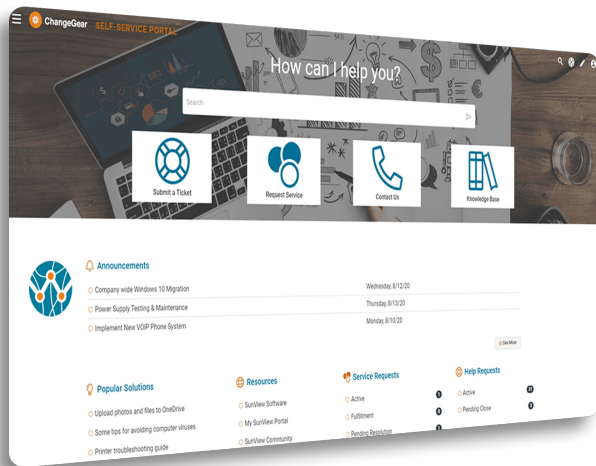 ChangeGear SELF-SERVICE PORTAL
How can I help you?
Search
Submit a Ticket
Request Service
Contact Us
Knowledge Base
Announcements
Company wide Windows 10 Migration Wednesday, 8/12/20
Power Supply Testing & Maintenance Thursday, 8/13/20
Implement New VOIP Phone System Monday, 8/10/20
See More
Popular Solutions
Upload photos and files to OneDrive
Some tips for avoiding computer viruses
Printer troubleshooting guide
Resources
SunView Software
My SunView Portal
SunView Community
Service Requests
Active 1
Fulfillment
Pending Resolution
Help Requests
Active
Pending Close